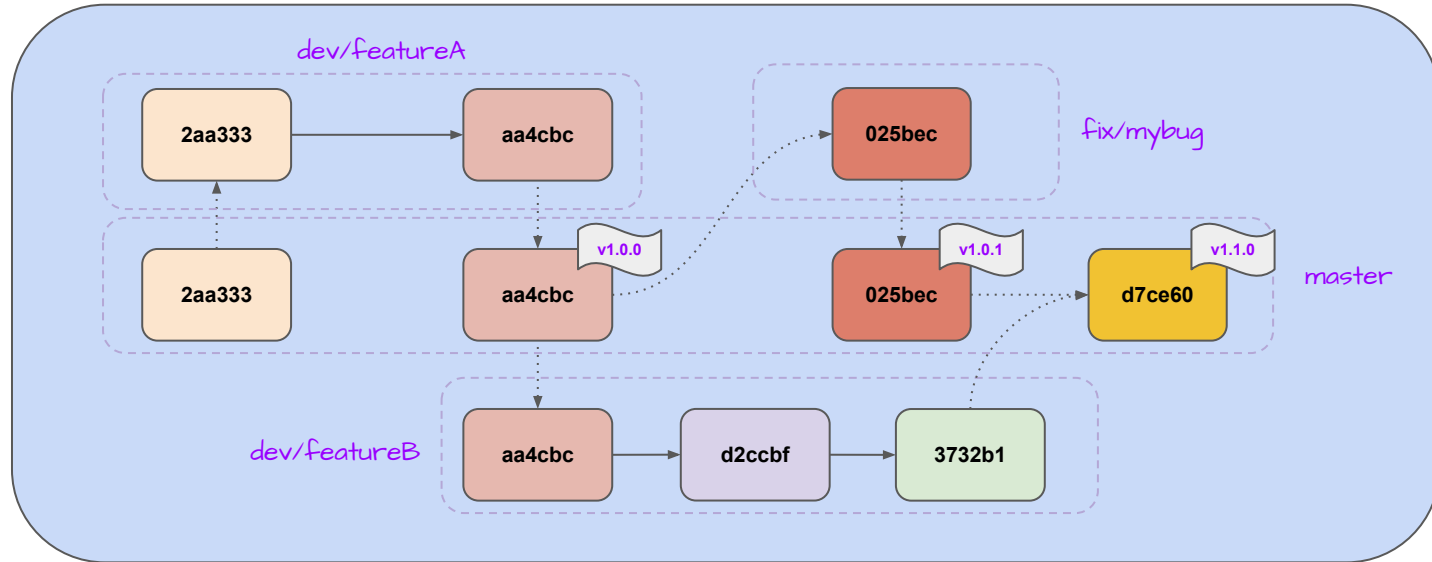 dev/featureA
2aa333
aa4cbc
025bec
fix/mybug
v1.0.0
v1.0.1
v1.1.0
2aa333
aa4cbc
025bec
d7ce60
master
dev/featureB
aa4cbc
d2ccbf
3732b1